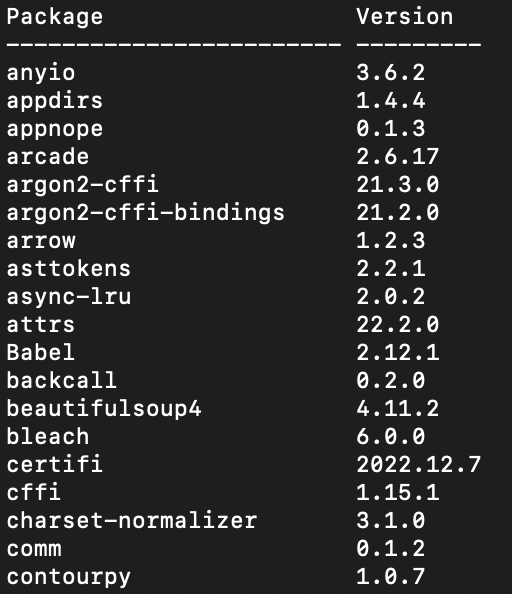 Package Version
------------------------ ---------
anyio 3.6.2
appdirs 1.4.4
appnope 0.1.3
arcade 2.6.17
argon2-cffi 21.3.0
argon2-cffi-bindings 21.2.0
arrow 1.2.3
asttokens 2.2.1
async-lru 2.0.2
attrs 22.2.0
Babel 2.12.1
backcall 0.2.0
beautifulsoup4 4.11.2
bleach 6.0.0
certifi 2022.12.7
cffi 1.15.1
charset-normalizer 3.1.0
comm 0.1.2
contourpy 1.0.7